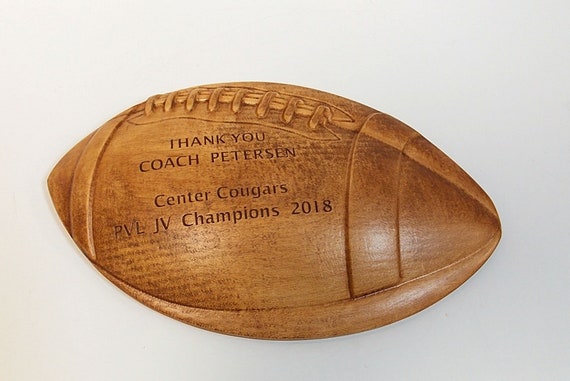 THANK YOU
COACH PETERSEN
Center Cougars
PVL JV Champions 2018